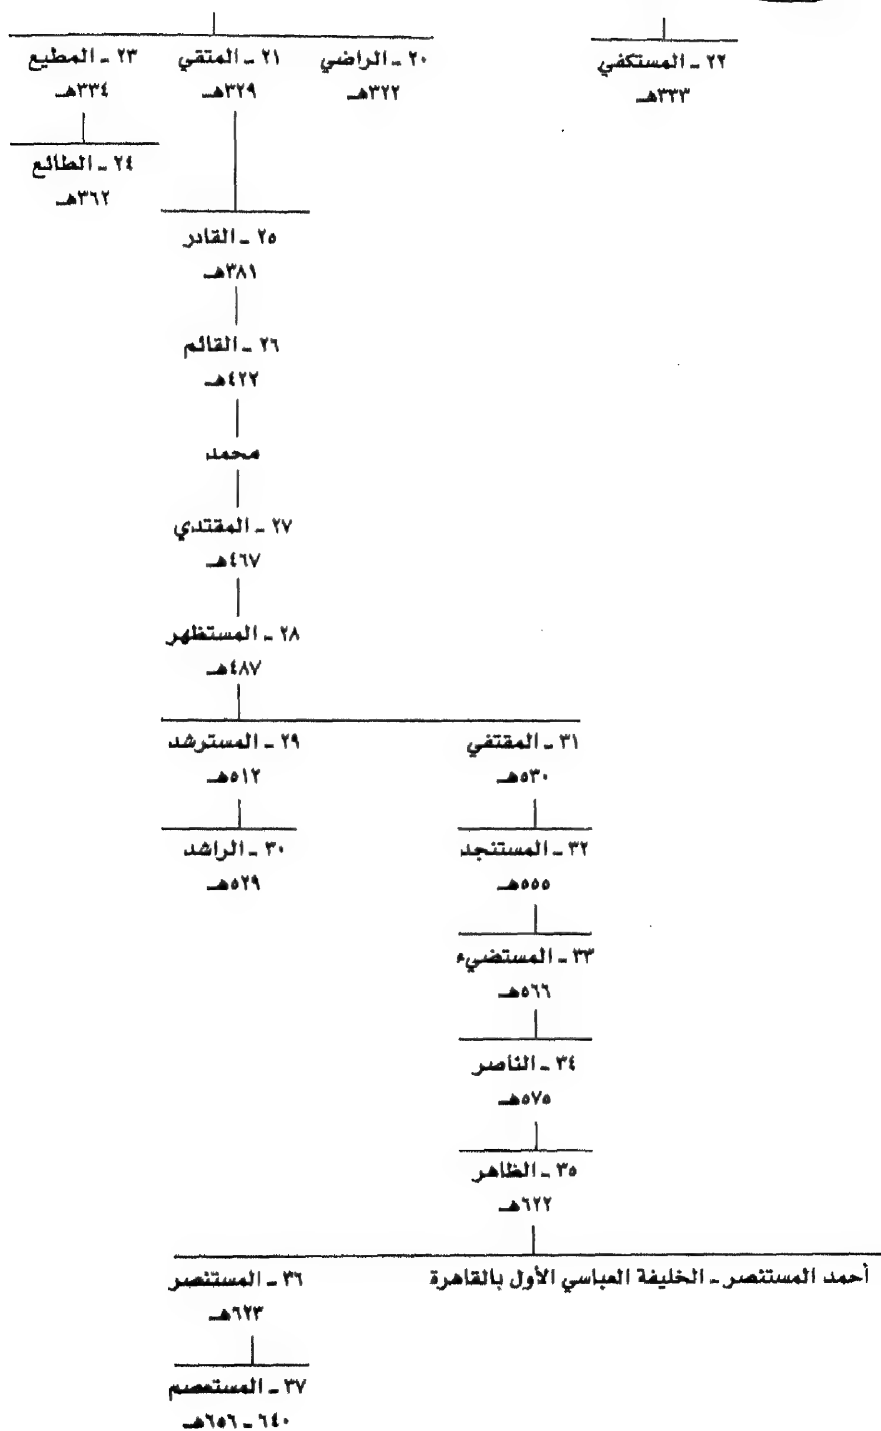 ٢٢ ـ المستكفي
٣٣٣هـ
٢٠ ـ الراضي
٣٢٢هـ
٢١ ـ المتقي
٣٢٩هـ
٢٣ ـ المطيع
٣٣٤هـ
٢٤ ـ الطائع
٣٦٢هـ
٢٥ ـ القادر
٣٨١هـ
٢٦ ـ القائم
٤٢٢هـ
محمد
٢٧ ـ المقتدي
٤٦٧هـ
٢٨ ـ المستظهر
٤٨٧هـ
٣١ ـ المقتفي
٥٣٠هـ
٢٩ ـ المسترشد
٥١٢هـ
٣٢ ـ المستنجد
٥٥٥هـ
٣٠ ـ الراشد
٥٢٩هـ
٣٣ ـ المستضيء
٥٦٦هـ
٣٤ ـ الناصر
٥٧٥هـ
٣٥ ـ الظاهر
٦٢٢هـ
أحمد المستنصر ـ الخليفة العباسي الأول بالقاهرة
٣٦ ـ المستنصر
٦٢٣هـ
٣٧ ـ المستعصم
٦٤٠ ـ ٦٥٦هـ